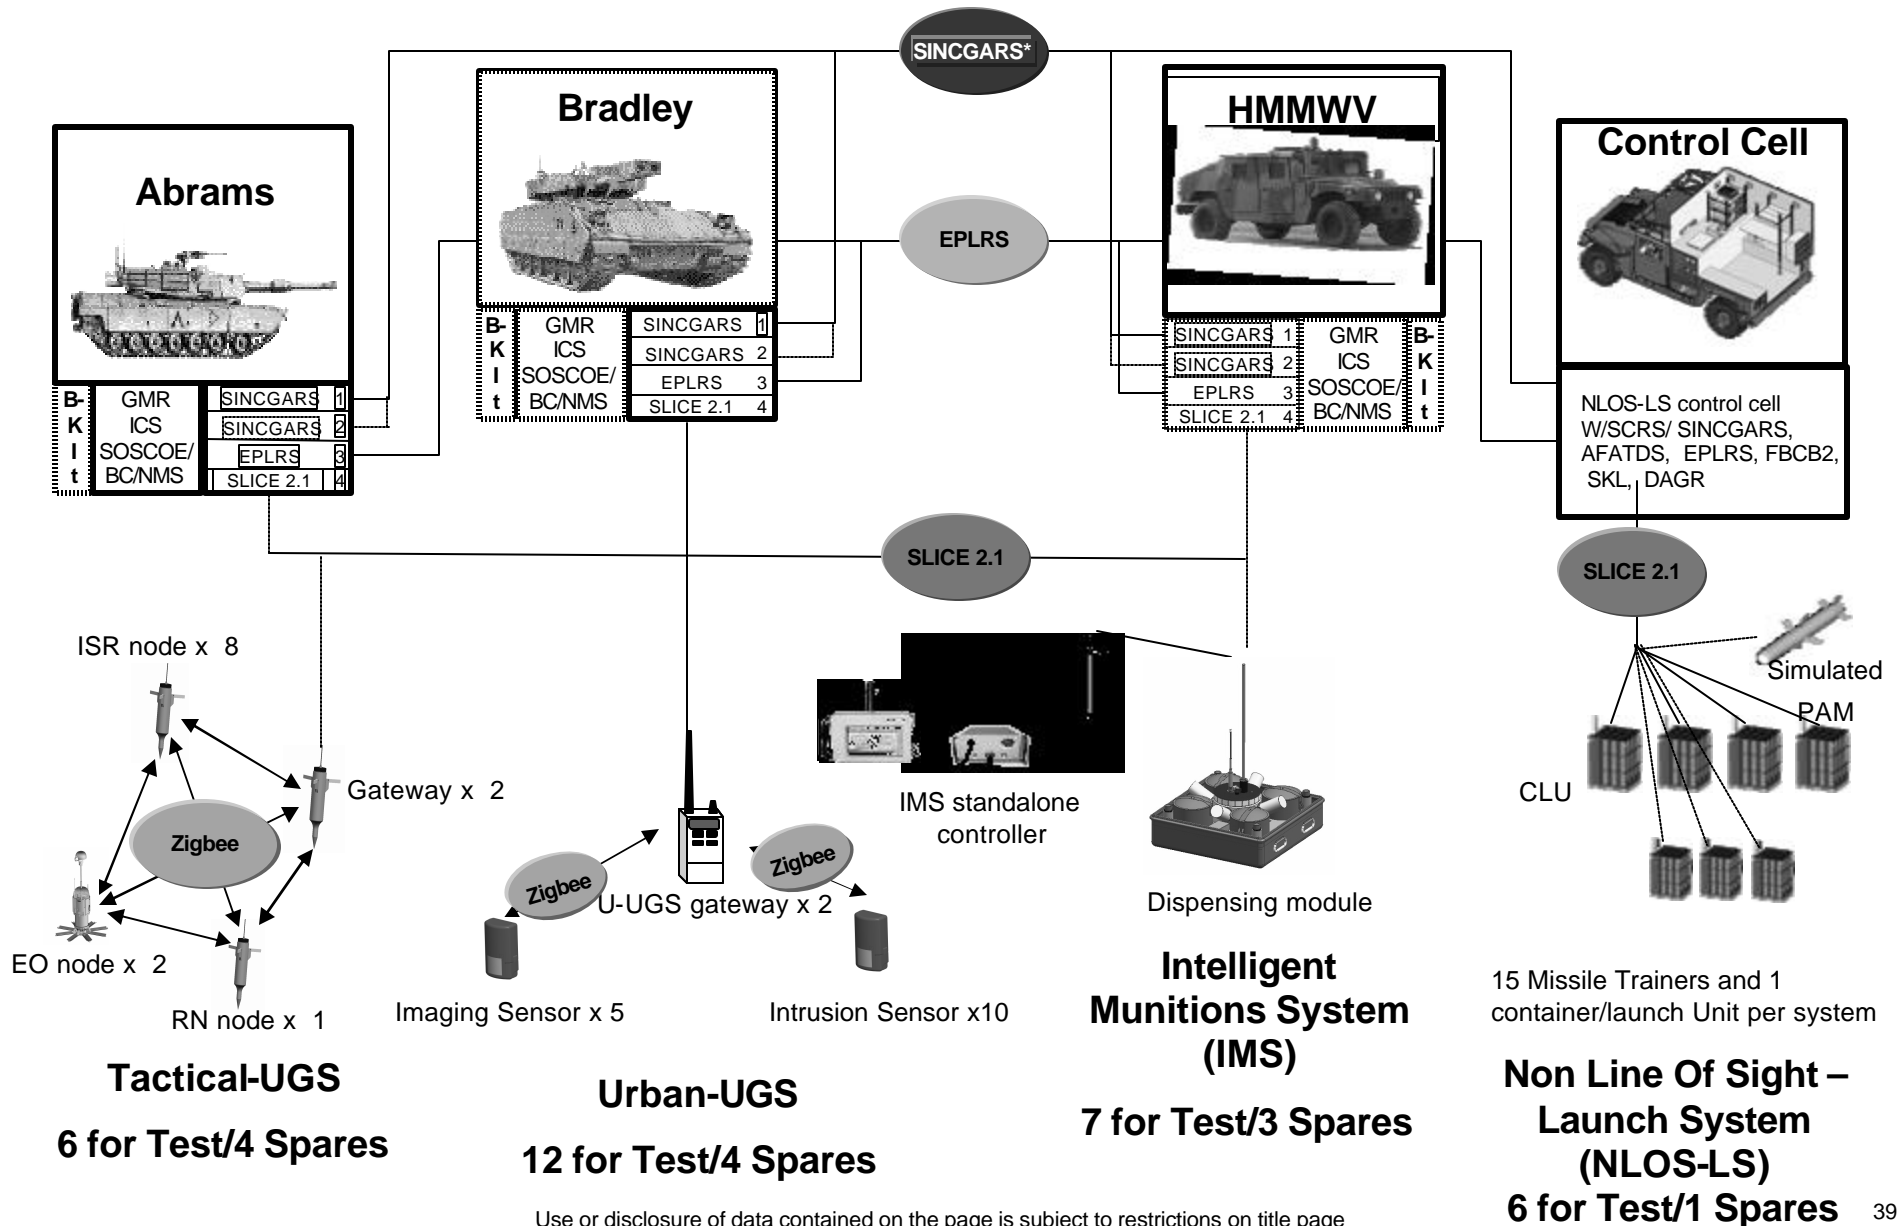 SINCGARS*
Bradley
HMMWV
Control Cell
Abrams
EPLRS
B-
K
I
t
GMR
ICS
SOSCOE/
BC/NMS
SINCGARS 1
SINCGARS 2
EPLRS 3
SLICE 2.1 4
B-
K
I
t
GMR
ICS
SOSCOE/
BC/NMS
SINCGARS 1
SINCGARS 2
EPLRS 3
SLICE 2.1 4
SINCGARS 1
SINCGARS 2
EPLRS 3
SLICE 2.1 4
GMR
ICS
SOSCOE/
BC/NMS
B-
K
I
t
NLOS-LS control cell
W/SCRS/ SINCGARS,
AFATDS, EPLRS, FBCB2,
SKL, DAGR
SLICE 2.1
SLICE 2.1
ISR node x 8
Gateway x 2
Zigbee
EO node x 2
RN node x 1
Tactical-UGS
6 for Test/4 Spares
Zigbee
Zigbee
U-UGS gateway x 2
Imaging Sensor x 5
Intrusion Sensor x10
Urban-UGS
12 for Test/4 Spares
IMS standalone
controller
Dispensing module
Intelligent
Munitions System
(IMS)
7 for Test/3 Spares
Simulated
PAM
CLU
15 Missile Trainers and 1
container/launch Unit per system
Non Line Of Sight –
Launch System
(NLOS-LS)
6 for Test/1 Spares
Use or disclosure of data contained on the page is subject to restrictions on title page
39